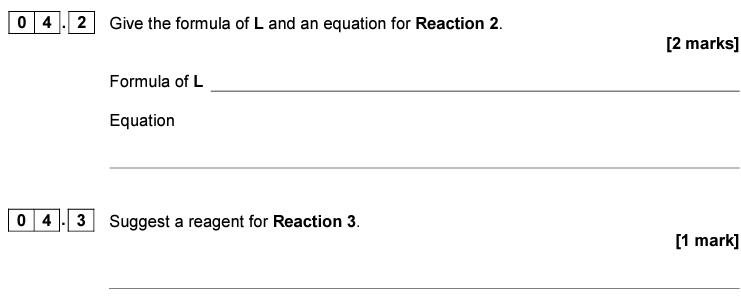 0 4 . 2 Give the formula of L and an equation for Reaction 2.
[2 marks]
Formula of L
Equation
0 4 . 3 Suggest a reagent for Reaction 3.
[1 mark]